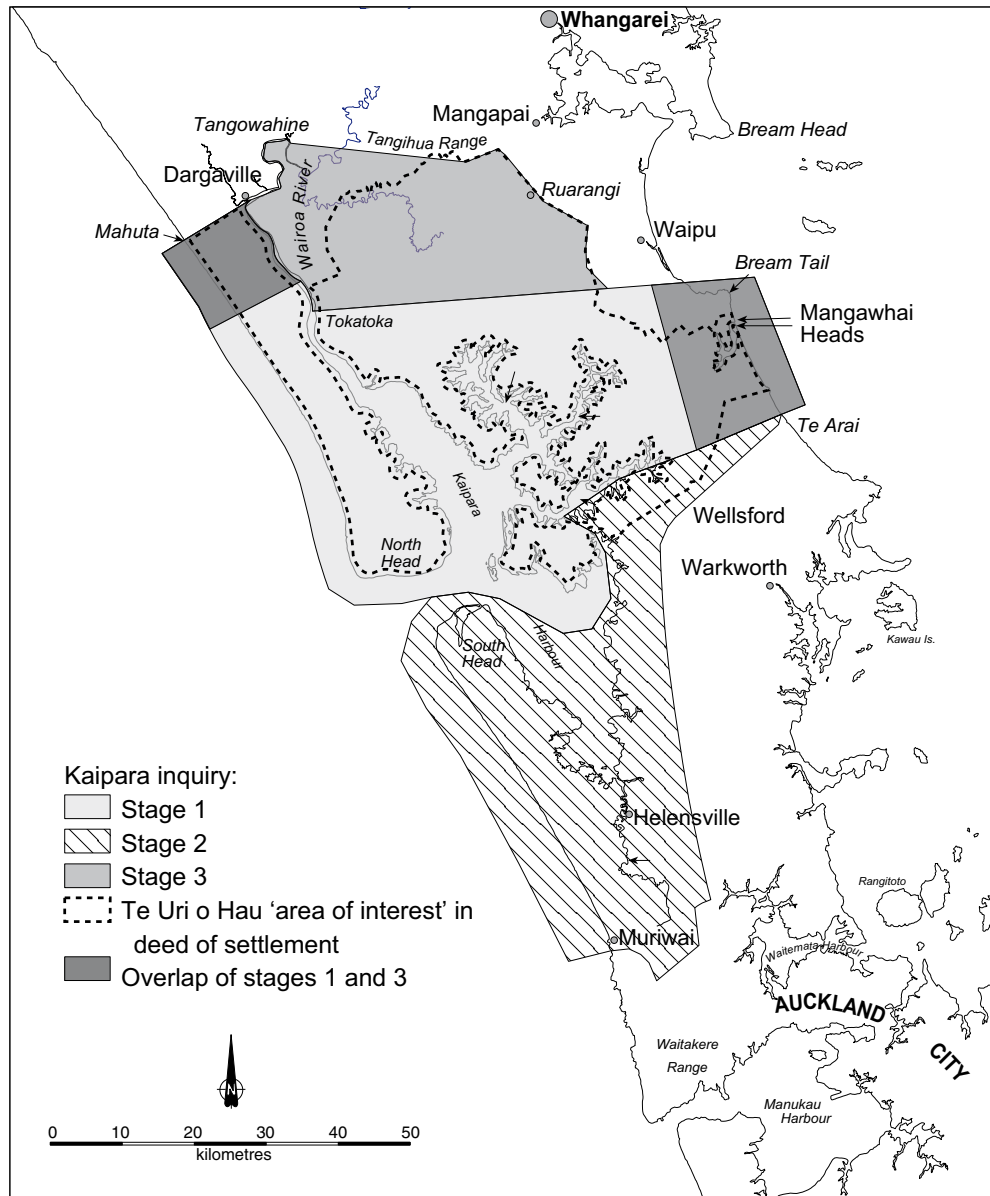 Whangarei
Mangapai
Bream Head
Tangowahine
Tangihua Range
Dargaville
Ruarangi
Wairoa River
Mahuta
Waipu
Bream Tail
Tokatoka
Mangawhai
Heads
Te Arai
Kaipara
Wellsford
North
Head
Warkworth
Kawau Is.
South
Head
Harbour
Kaipara inquiry:
Stage 1
Stage 2
Stage 3
Te Uri o Hau ‘area of interest’ in
deed of settlement
Overlap of stages 1 and 3
Helensville
Rangitoto
Muriwai
Waitemata Harbour
AUCKLAND
CITY
Waitakere
Range
Manukau
Harbour
N
0 10 20 30 40 50
kilometres